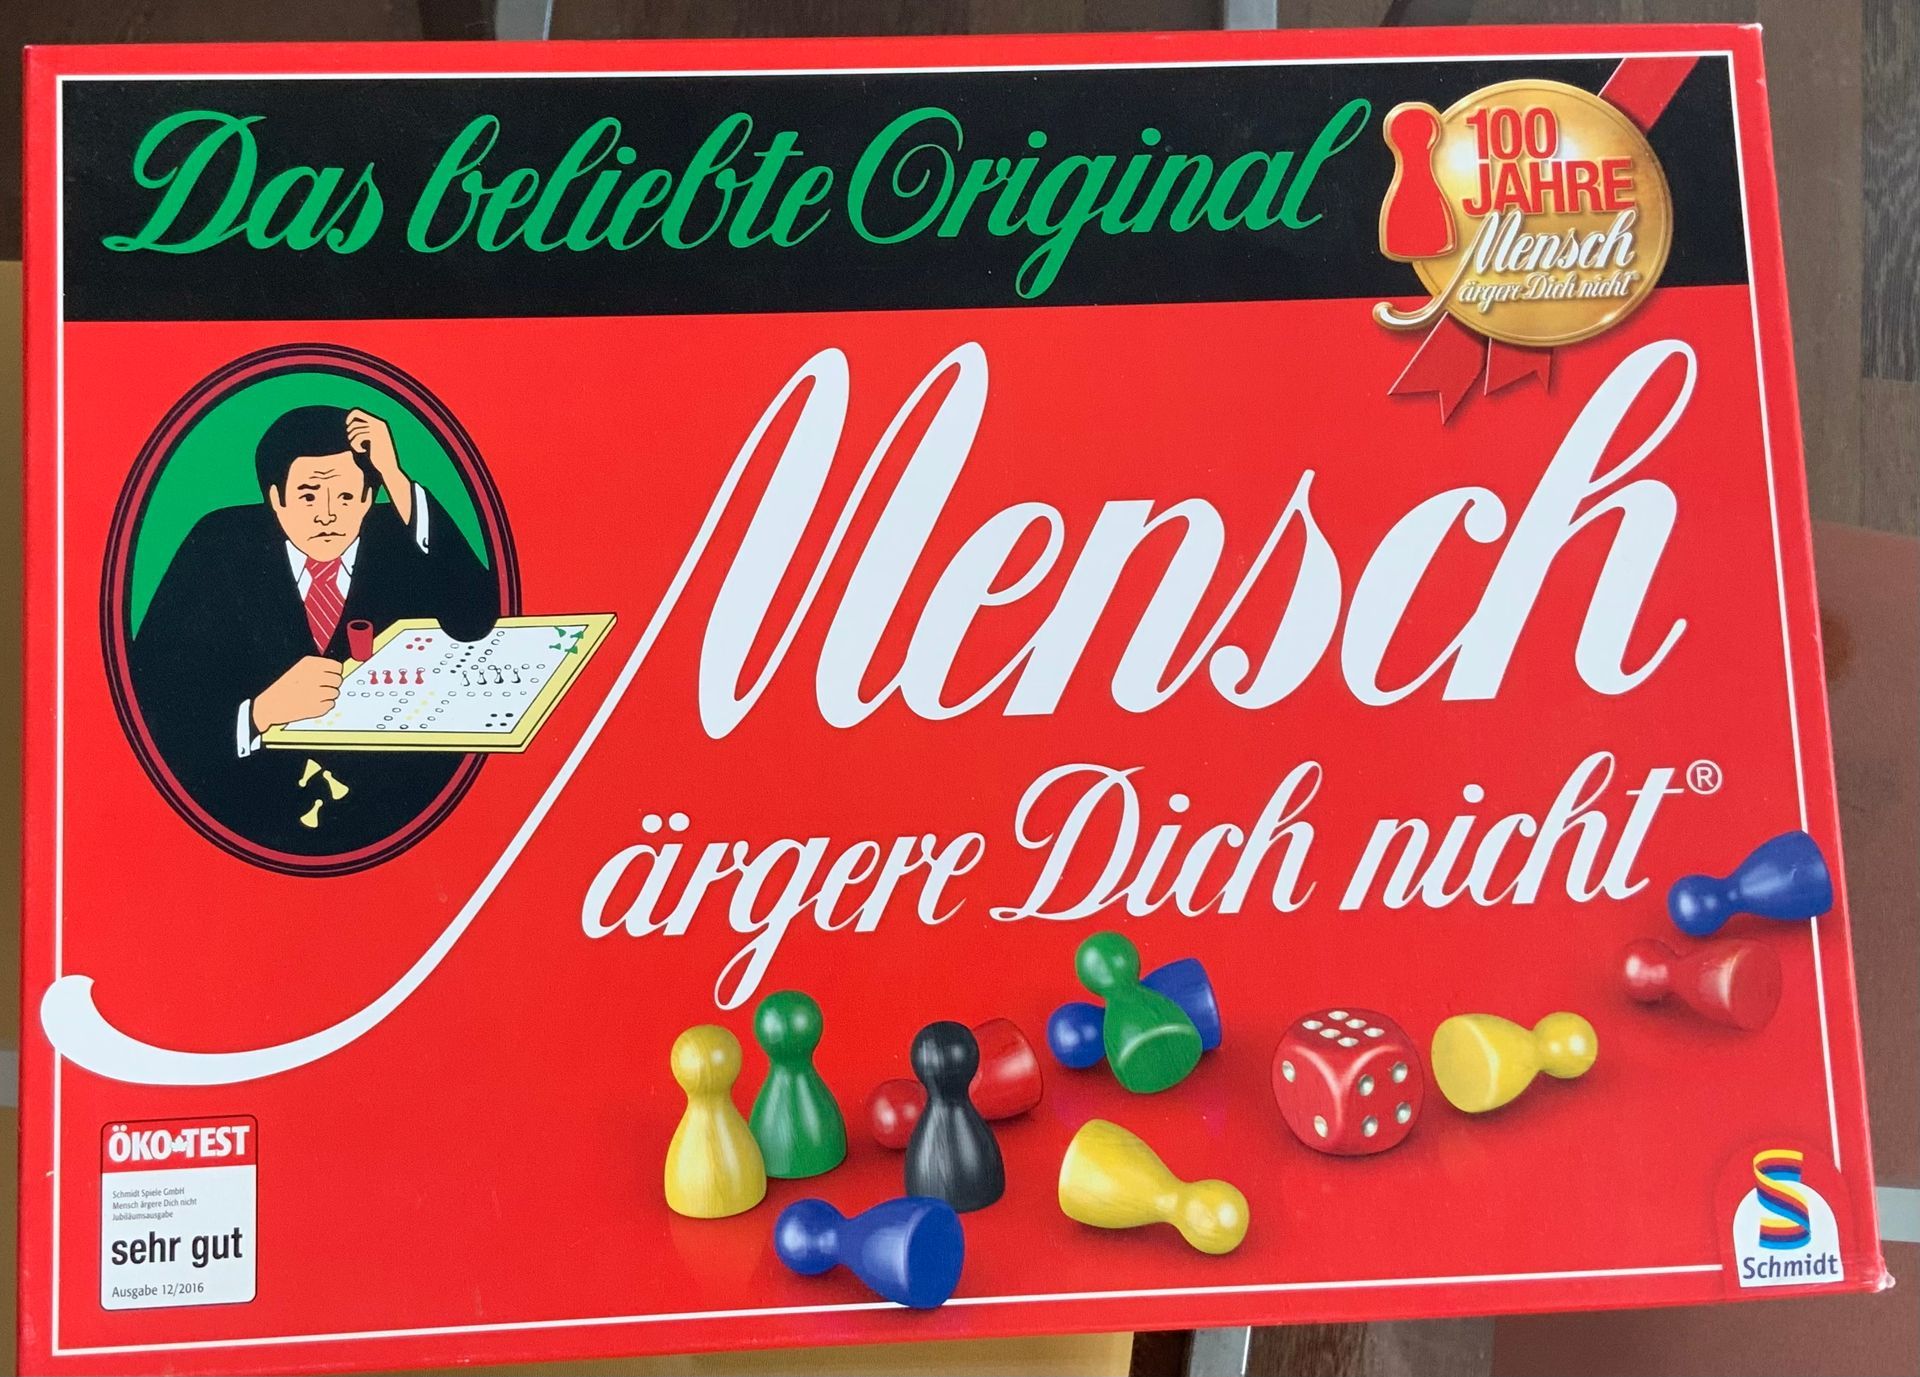 Das beliebte Original
100
JAHRE
Mensch
ärgere Dich nicht
Mensch
ärgere Dich nicht®
ÖKO-TEST
Schmidt Spiele GmbH
Mensch ärgere Dich nicht
Jubiläumsausgabe
sehr gut
Ausgabe 12/2016
Schmidt